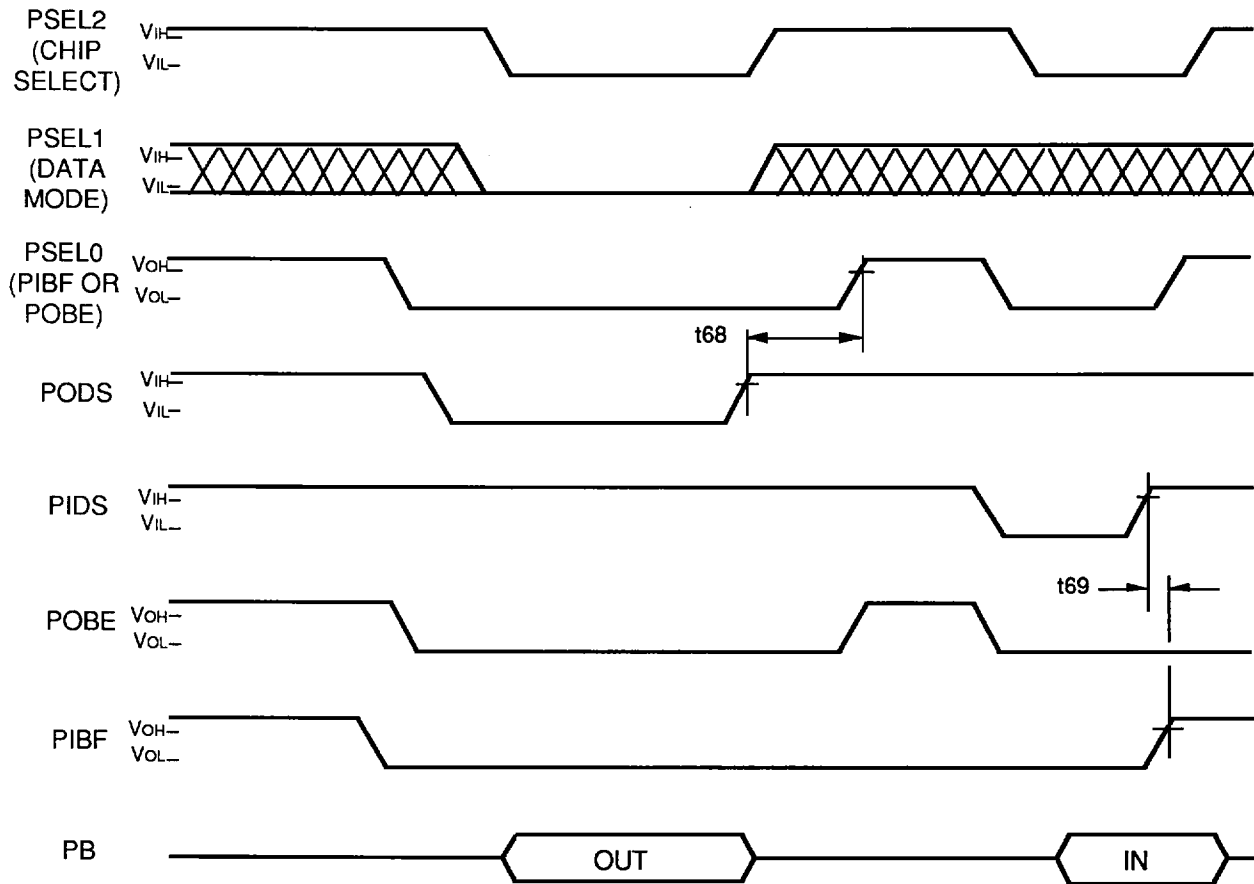 PSEL2
(CHIP
SELECT)
VIH
VIL
PSEL1
(DATA
MODE)
VIH
VIL
PSEL0
(PIBF OR
POBE)
VOH
VOL
t68
PODS
VIH
VIL
PIDS
VIH
VIL
t69
POBE
VOH
VOL
PIBF
VOH
VOL
PB
OUT
IN